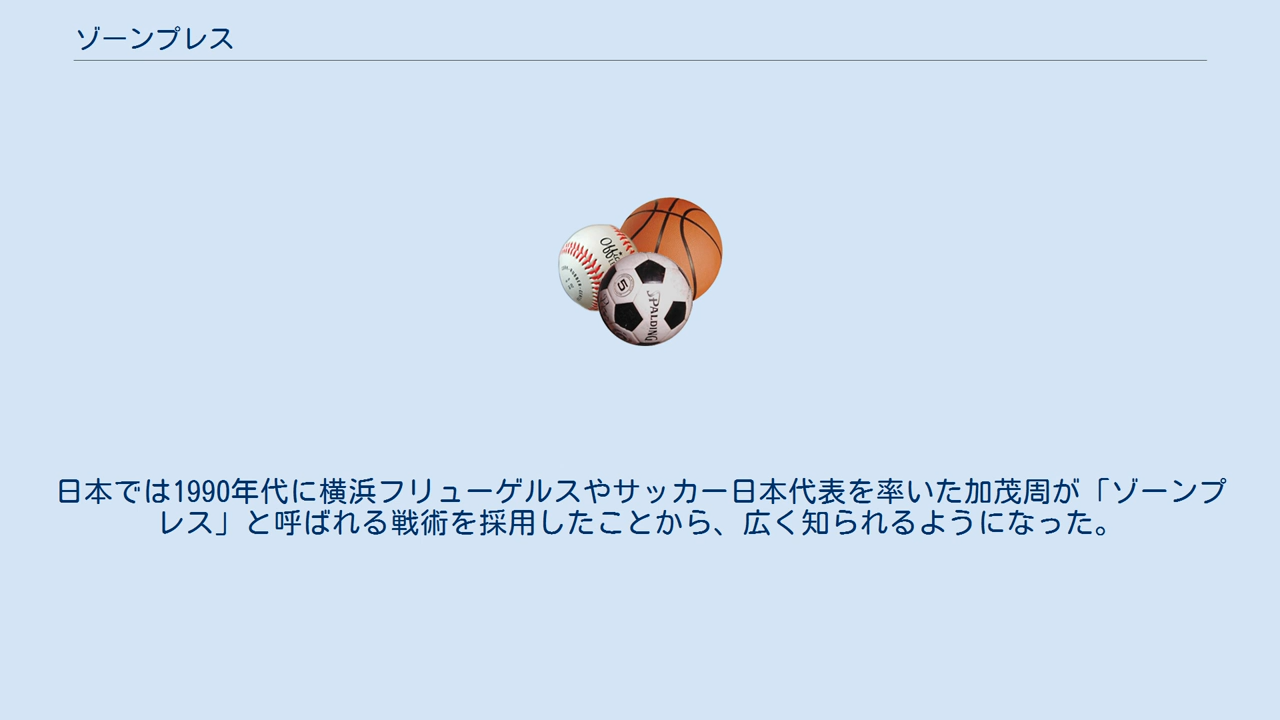 ゾーンプレス
Offic
5
SPALDING
日本では1990年代に横浜フリューゲルスやサッカー日本代表を率いた加茂周が「ゾーンプ
レス」と呼ばれる戦術を採用したことから、広く知られるようになった。